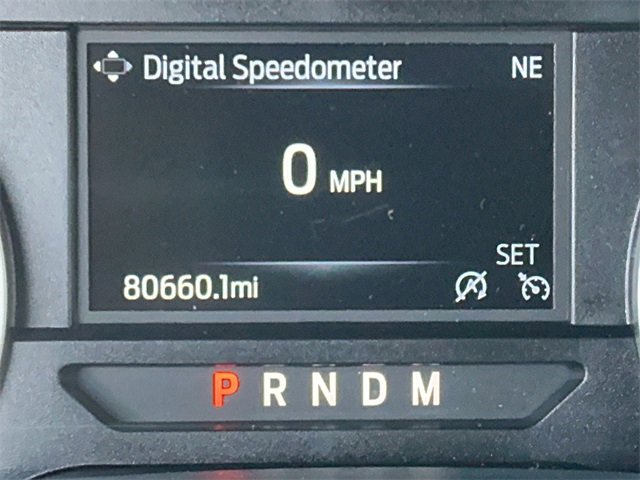 Digital Speedometer NE
0 MPH
SET
80660.1mi
P R N D M